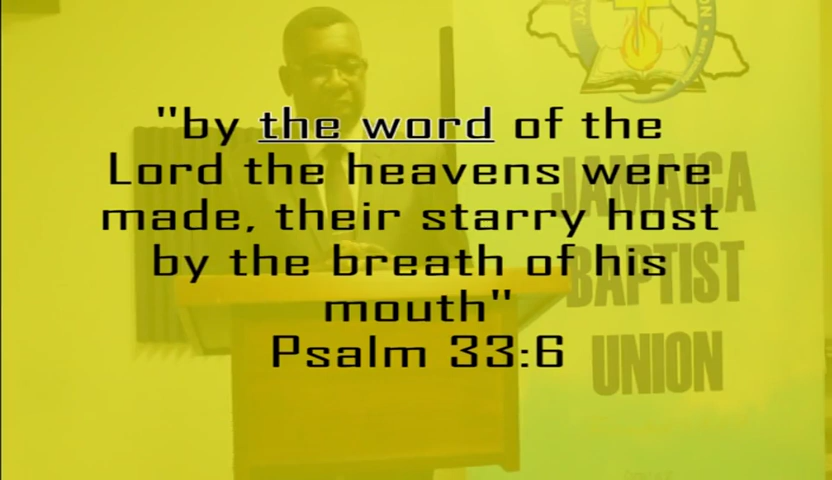 "by the word of the
Lord the heavens were
made, their starry host
by the breath of his
mouth"
Psalm 33:6
JAMAICA
BAPTIST
UNION